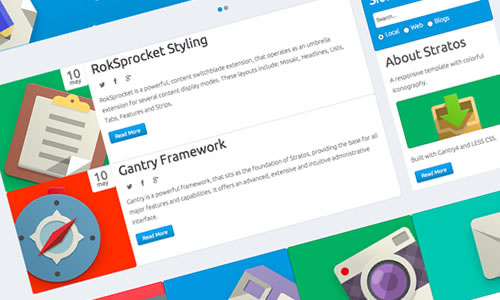 10
may
RokSprocket Styling
RokSprocket is a powerful, content switchblade extension, that operates as an umbrella
extension for several content display modes. These layouts include: Mosaic, Headlines, Lists,
Tabs, Features and Strips.
Read More
10
may
Gantry Framework
Gantry is a powerful Framework, that sits as the foundation of Stratos, providing the base for all
major features and capabilities. It offers an advanced, extensive and intuitive administrative
interface.
Read More
Search...
Local Web Blogs
About Stratos
A responsive template with colorful
iconography.
Built with Gantry4 and LESS CSS.
Read More